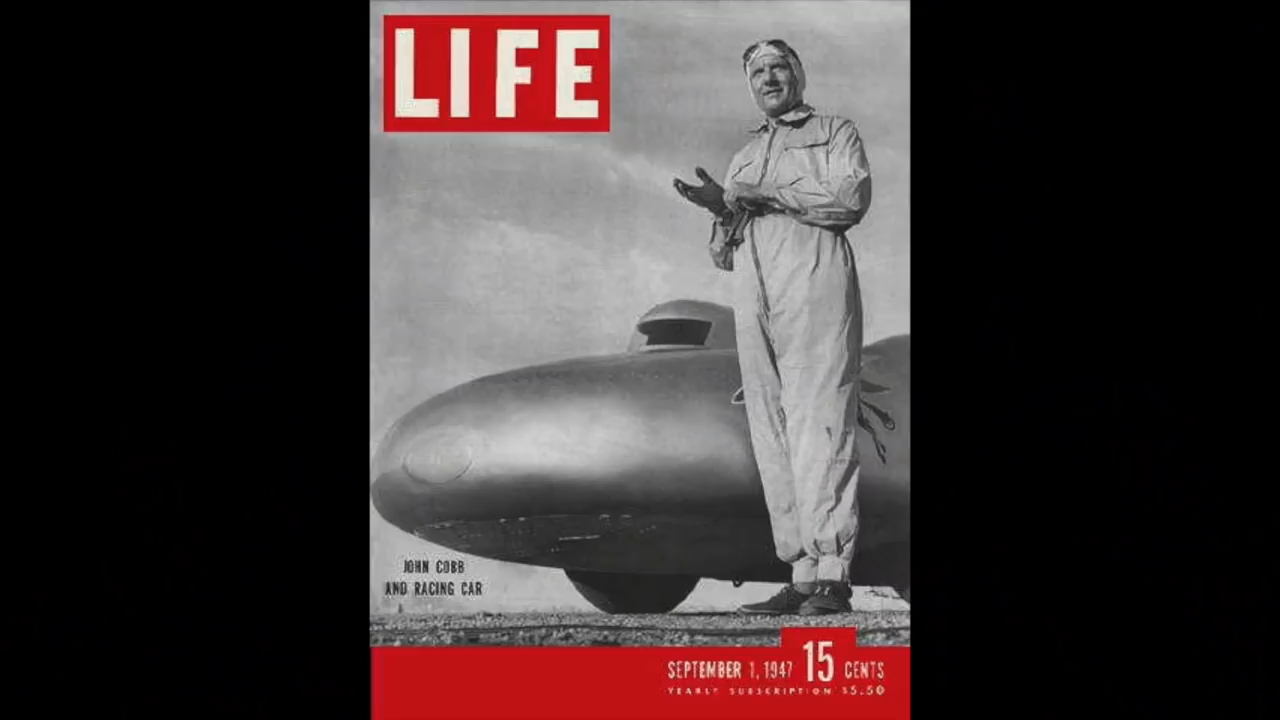 LIFE
JOHN COBB
AND RACING CAR
SEPTEMBER 1, 1947 15 CENTS
YEARLY SUBSCRIPTION $5.50